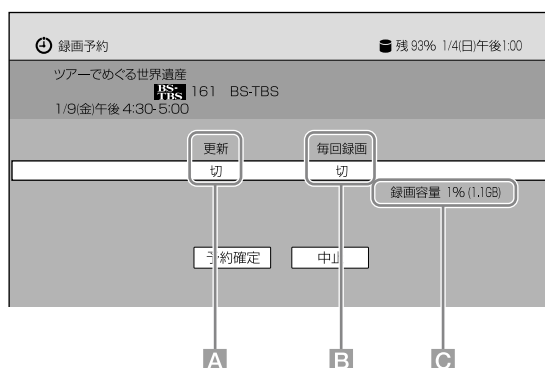 録画予約 残 93% 1/4(日)午後1:00
ツアーでめぐる世界遺産
BS-TBS 161 BS-TBS
1/9(金)午後 4:30-5:00
更新 毎回録画
切 切
録画容量 1% (1.1GB)
予約確定 中止
A B C